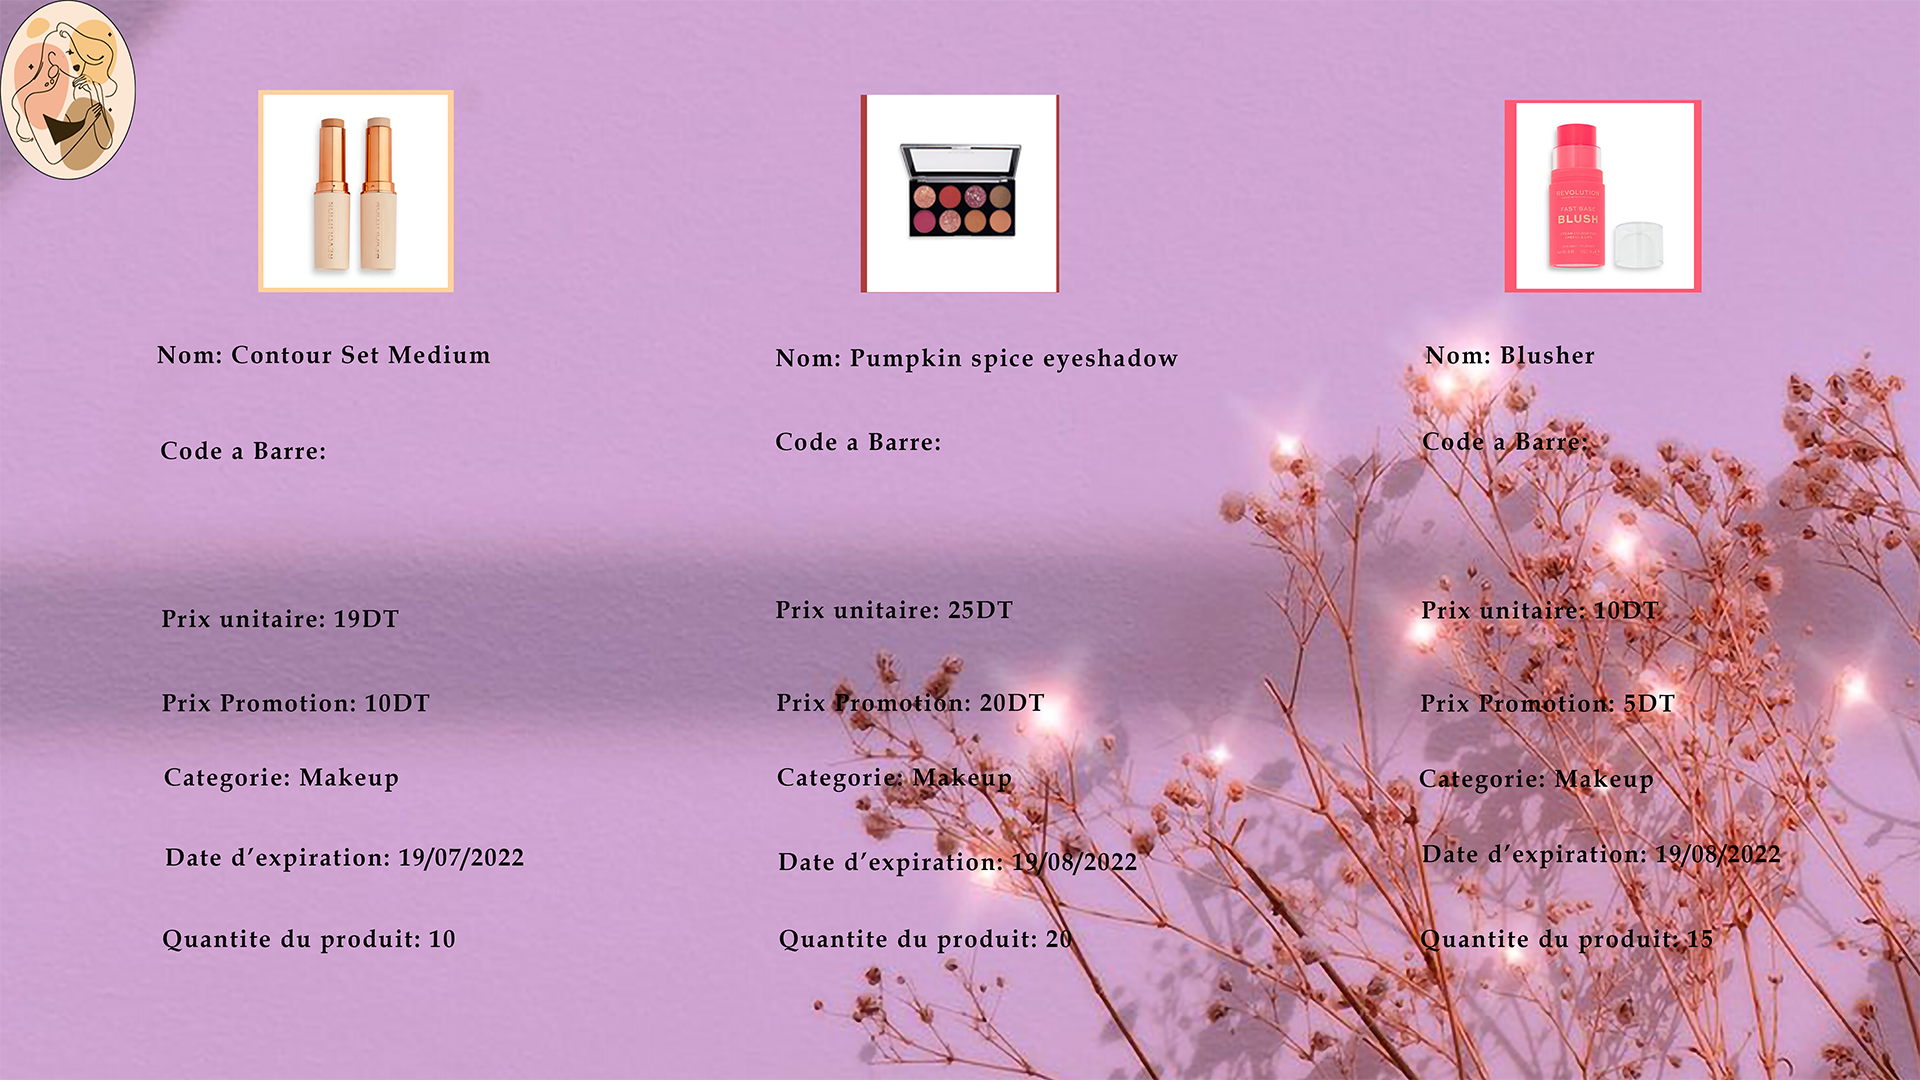 REVOLUTION
FAST BASE
BLUSH
Nom: Contour Set Medium
Code a Barre:
Prix unitaire: 19DT
Prix Promotion: 10DT
Categorie: Makeup
Date d’expiration: 19/07/2022
Quantite du produit: 10
Nom: Pumpkin spice eyeshadow
Code a Barre:
Prix unitaire: 25DT
Prix Promotion: 20DT
Categorie: Makeup
Date d’expiration: 19/08/2022
Quantite du produit: 20
Nom: Blusher
Code a Barre:
Prix unitaire: 10DT
Prix Promotion: 5DT
Categorie: Makeup
Date d’expiration: 19/08/2022
Quantite du produit: 15